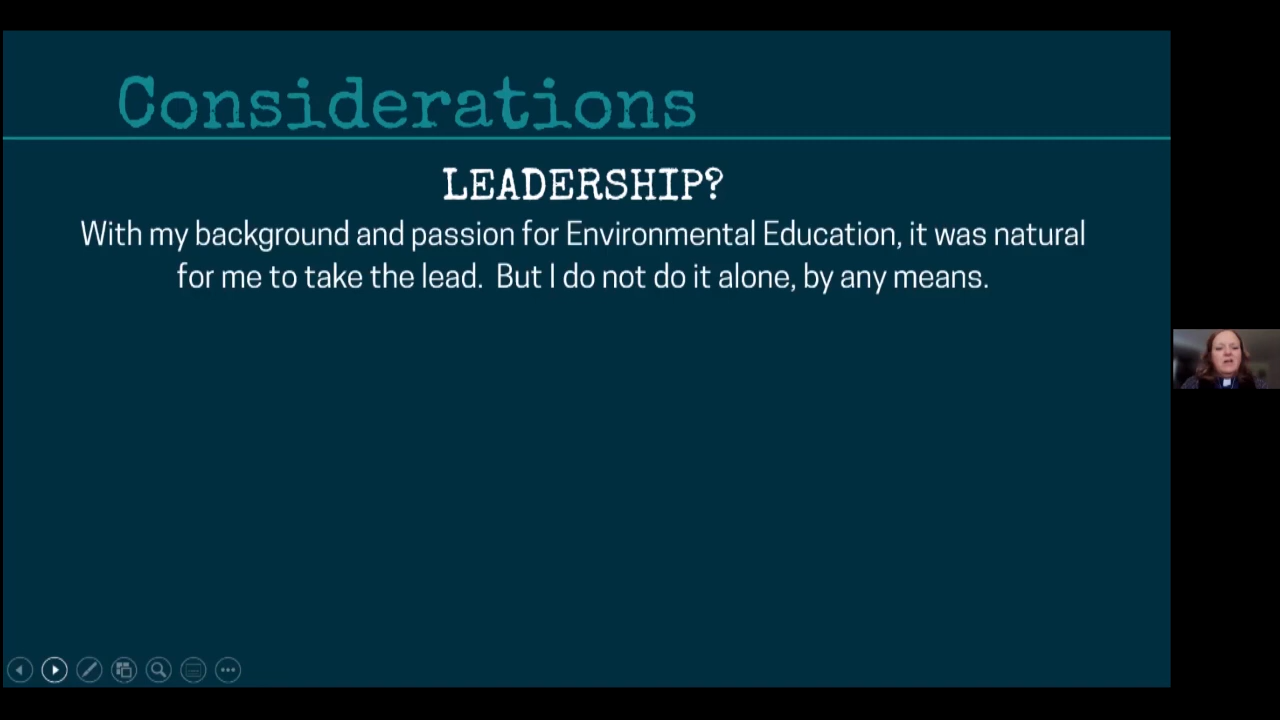 Considerations
LEADERSHIP?
With my background and passion for Environmental Education, it was natural
for me to take the lead.  But I do not do it alone, by any means.